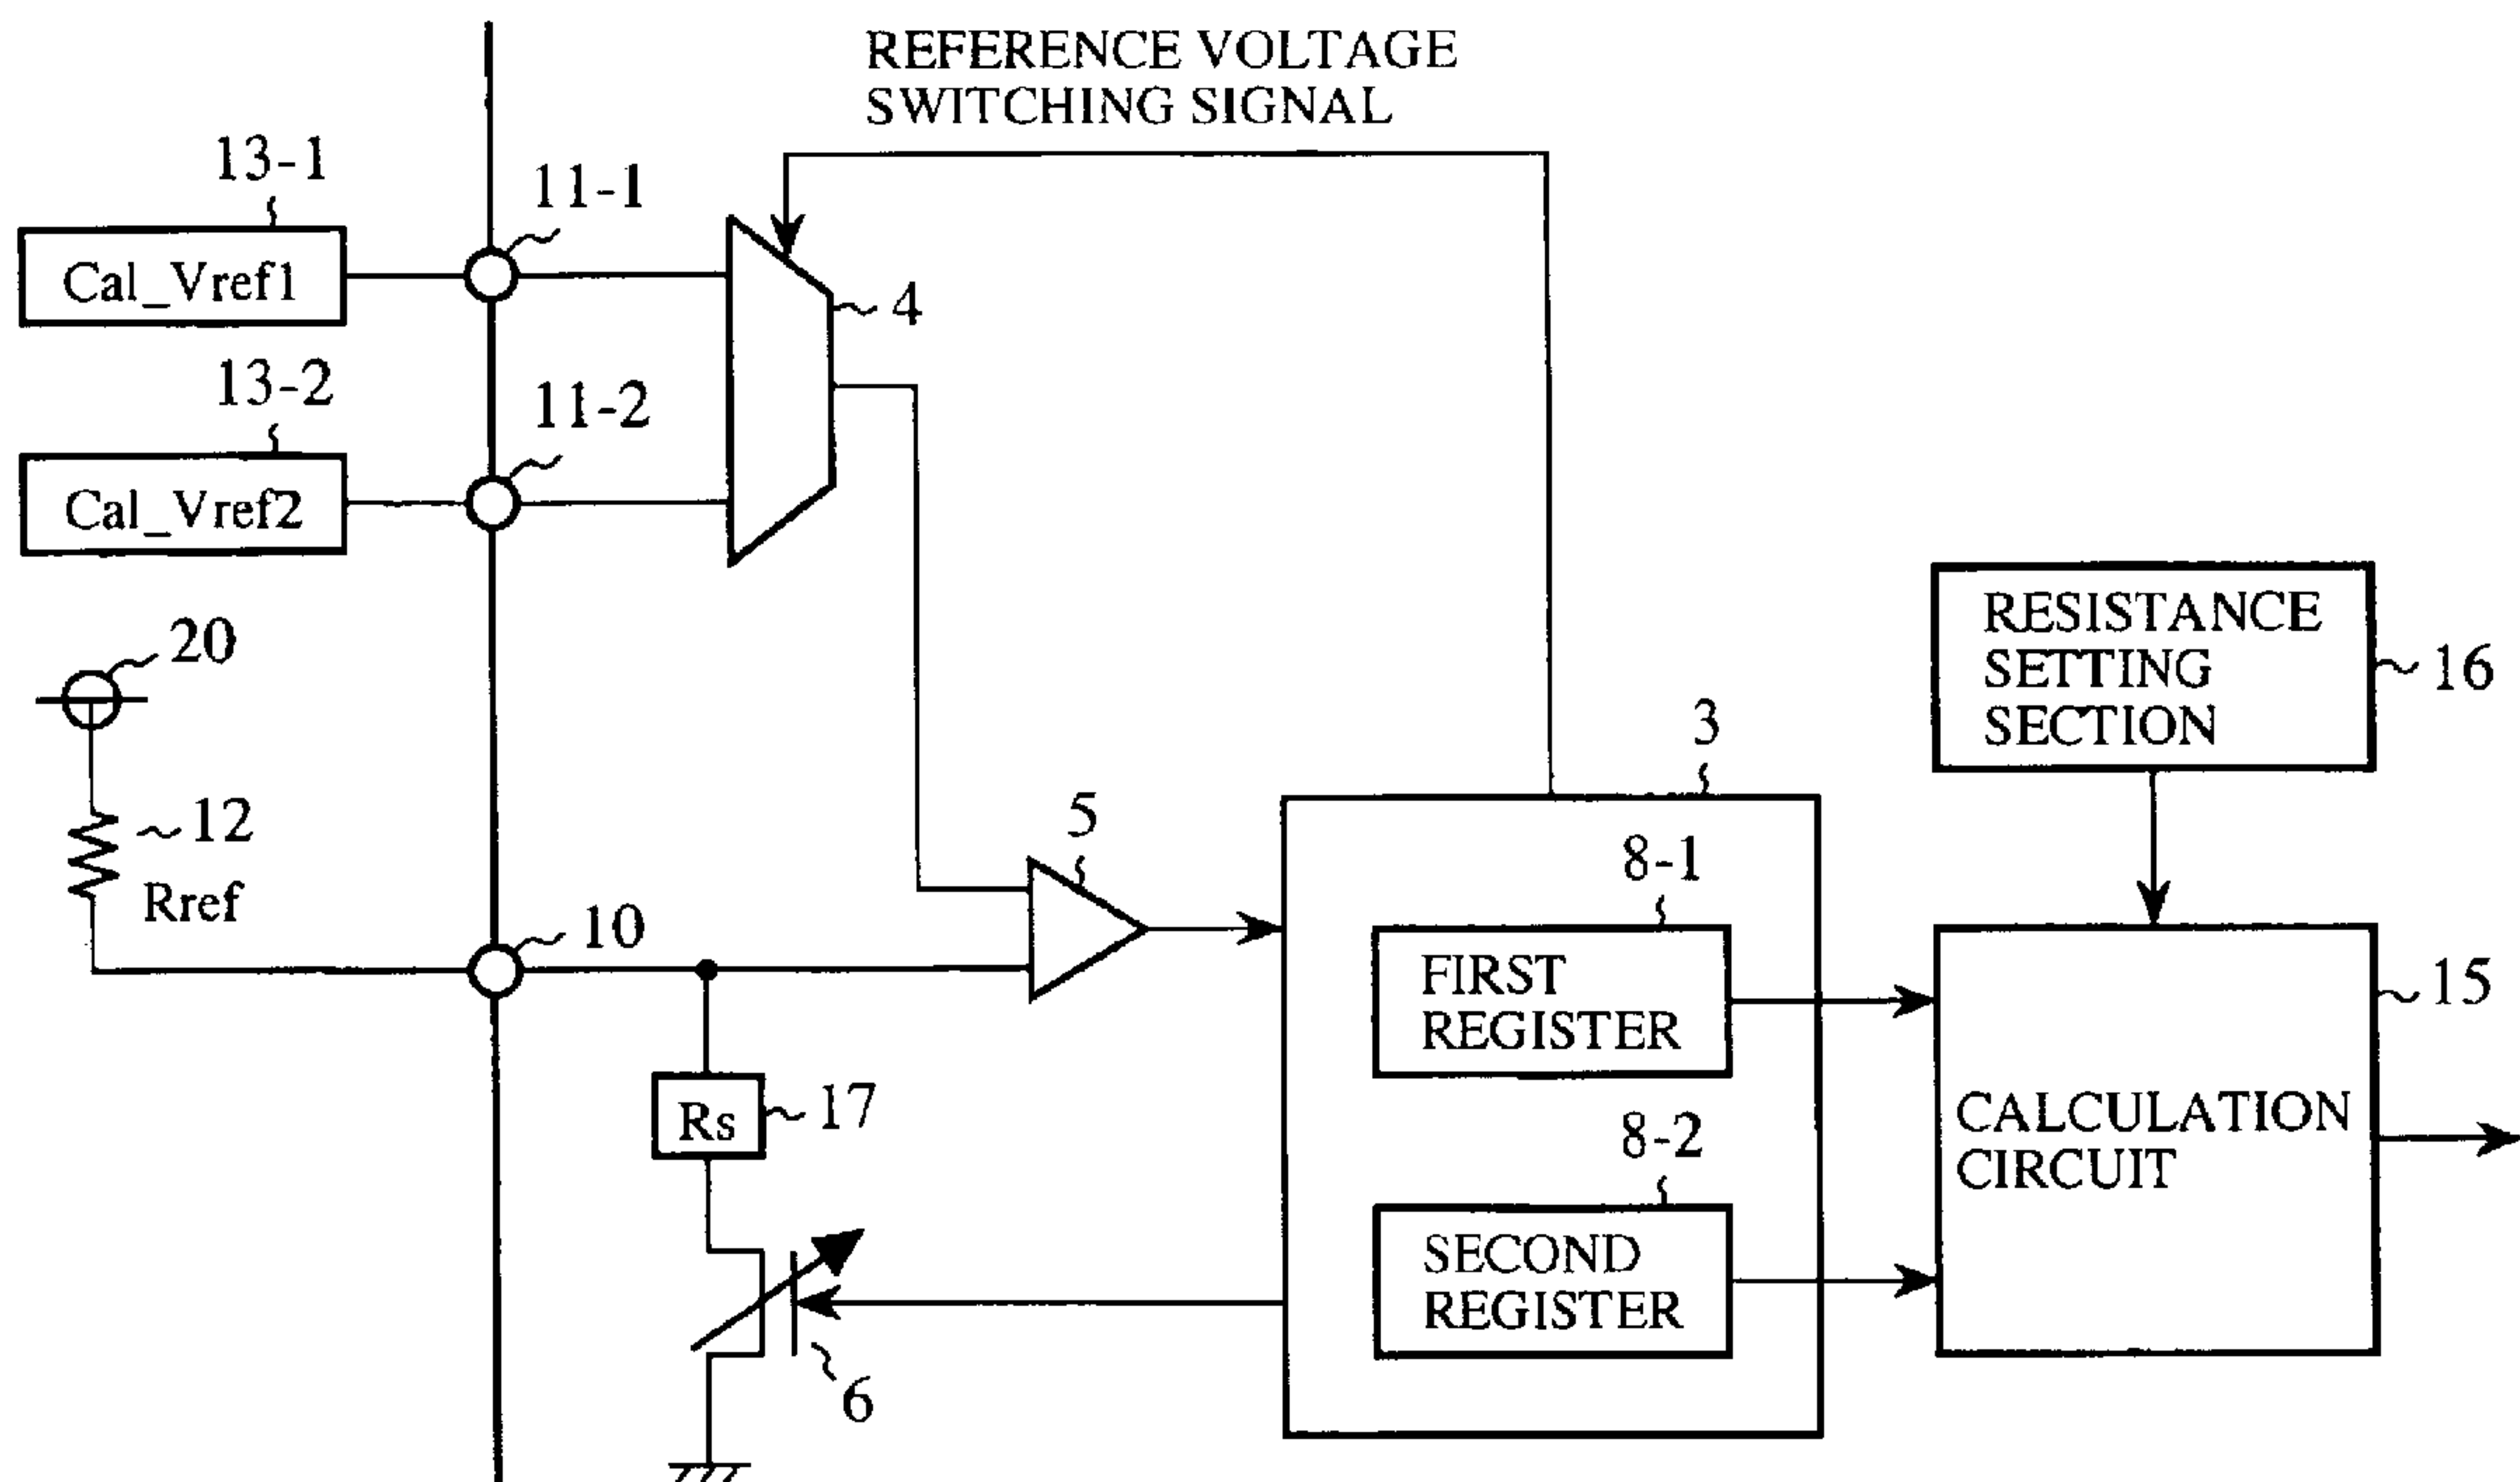 REFERENCE VOLTAGE
SWITCHING SIGNAL
13-1
11-1
Cal_Vref1
4
13-2
11-2
Cal_Vref2
20
RESISTANCE
SETTING
SECTION
16
3
12
5
Rref
8-1
10
FIRST
REGISTER
15
Rs
17
8-2
CALCULATION
CIRCUIT
SECOND
REGISTER
6